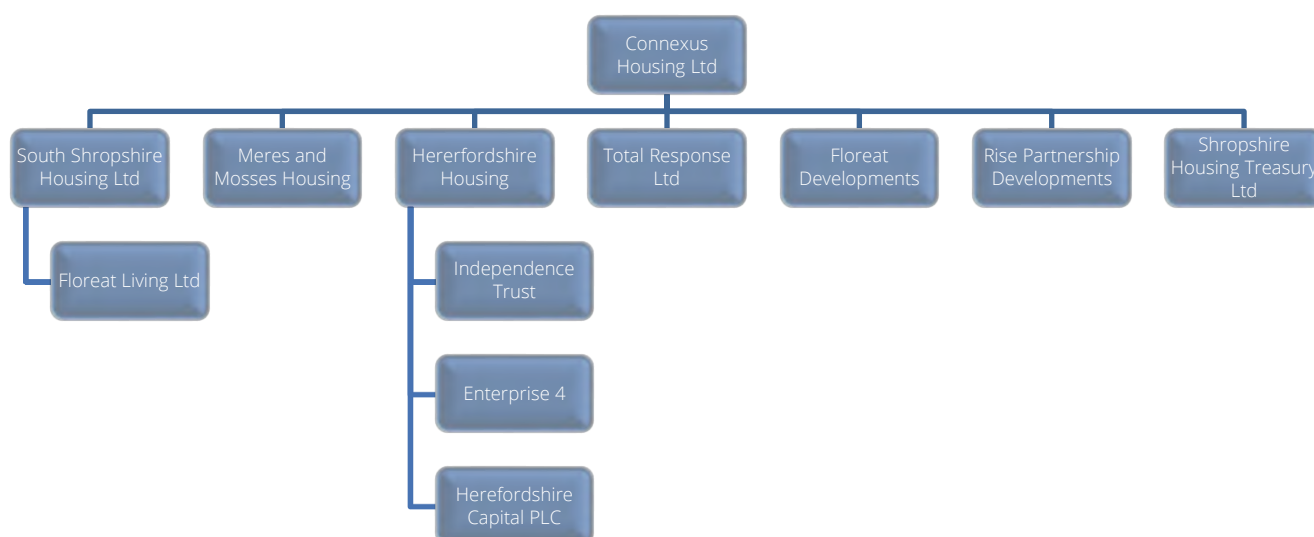 Connexus
Housing Ltd
South Shropshire
Housing Ltd
Meres and
Mosses Housing
Hererfordshire
Housing
Total Response
Ltd
Floreat
Developments
Rise Partnership
Developments
Shropshire
Housing Treasury
Ltd
Floreat Living Ltd
Independence
Trust
Enterprise 4
Herefordshire
Capital PLC